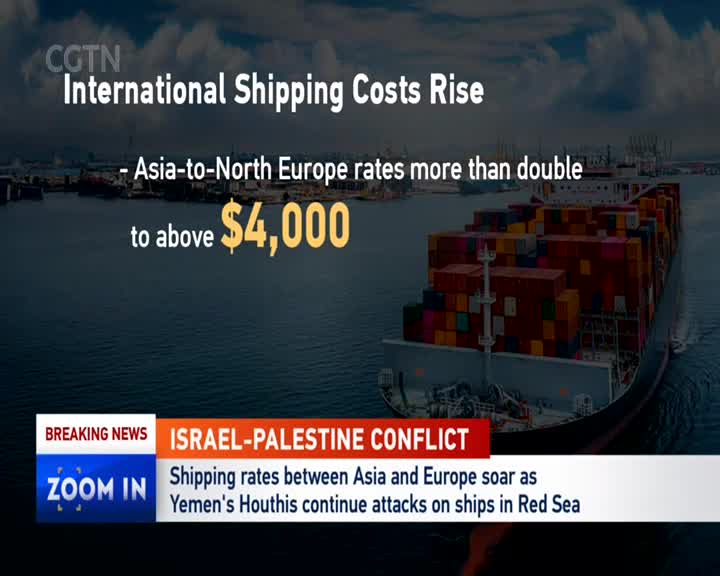 CGTN
International Shipping Costs Rise
- Asia-to-North Europe rates more than double
to above $4,000
BREAKING NEWS
ISRAEL-PALESTINE CONFLICT
ZOOM IN
Shipping rates between Asia and Europe soar as
Yemen's Houthis continue attacks on ships in Red Sea